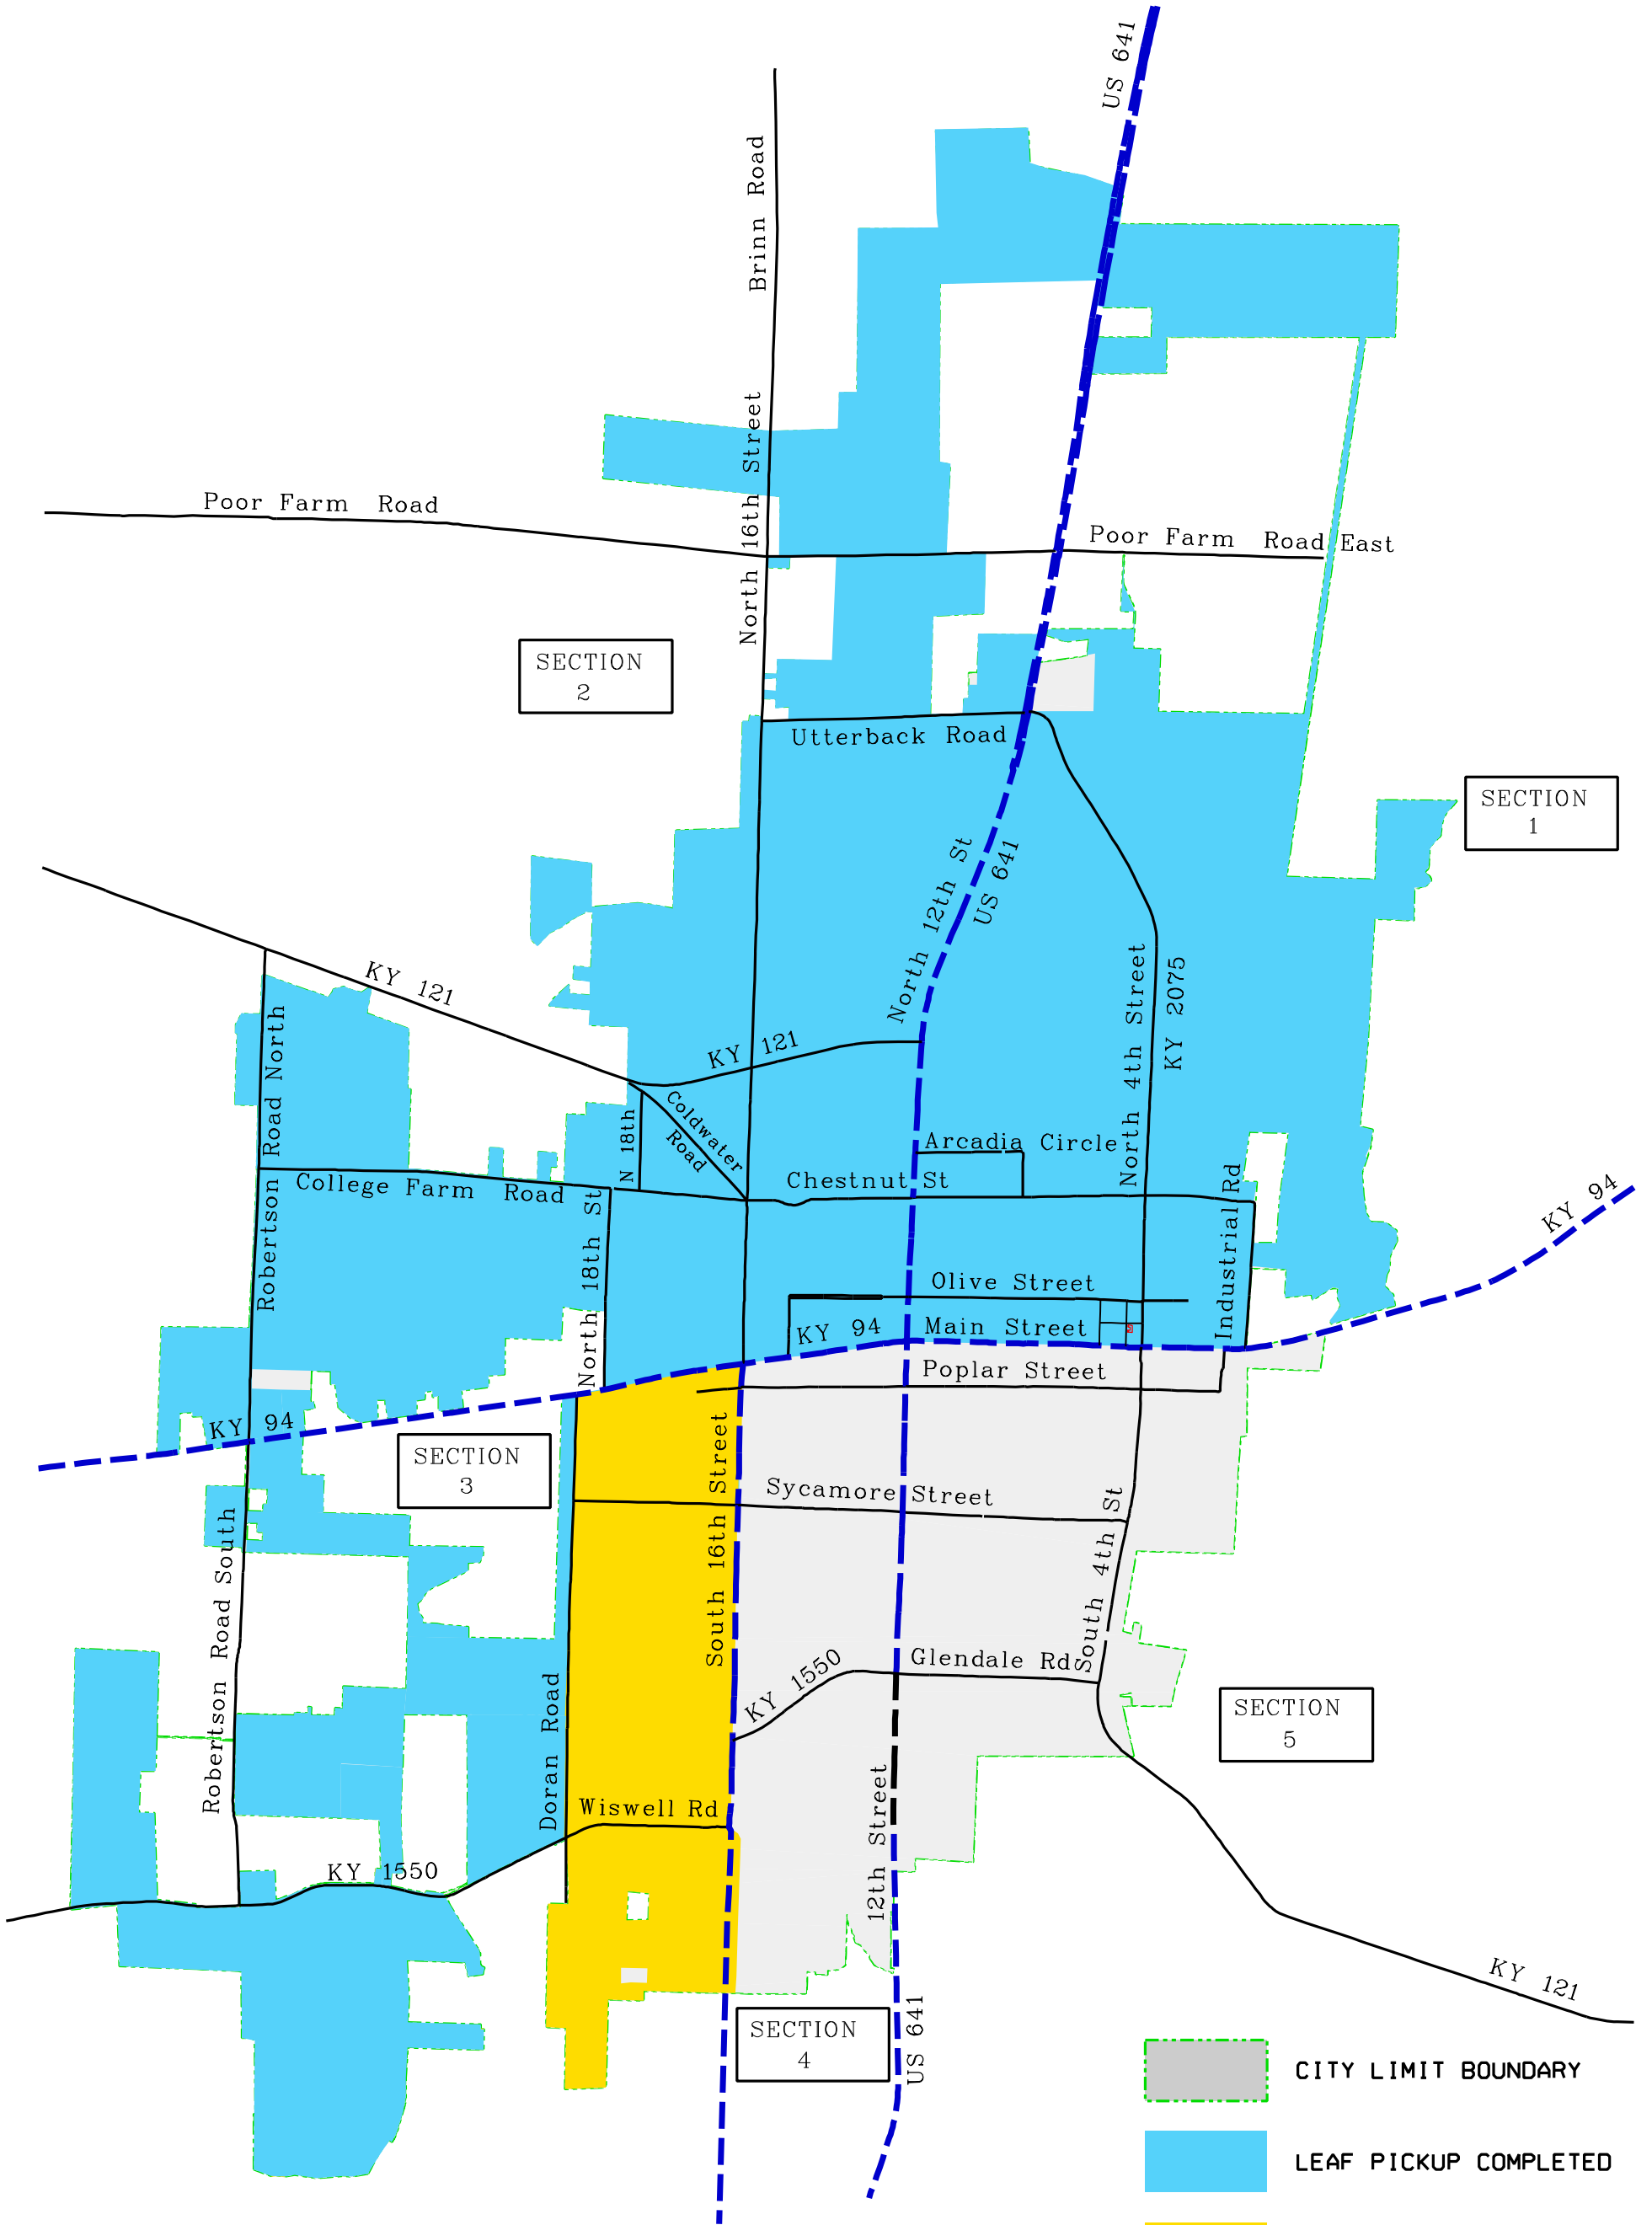 US 641
Brinn Road
North 16th Street
Poor Farm Road
Poor Farm Road East
North 16th Street
SECTION
2
Utterback Road
SECTION
1
North 12th St
US 641
KY 121
North 4th Street
KY 2075
Robertson Road North
KY 121
Coldwater
Road
N 18th
Arcadia Circle
Chestnut St
College Farm Road
North 18th St
Industrial Rd
KY 94
Olive Street
KY 94
Main Street
Poplar Street
KY 94
SECTION
3
South 16th Street
Sycamore Street
South 4th St
Robertson Road South
KY 1550
Glendale Rd
SECTION
5
Doran Road
Wiswell Rd
12th Street
KY 1550
KY 121
SECTION
4
US 641
CITY LIMIT BOUNDARY
LEAF PICKUP COMPLETED